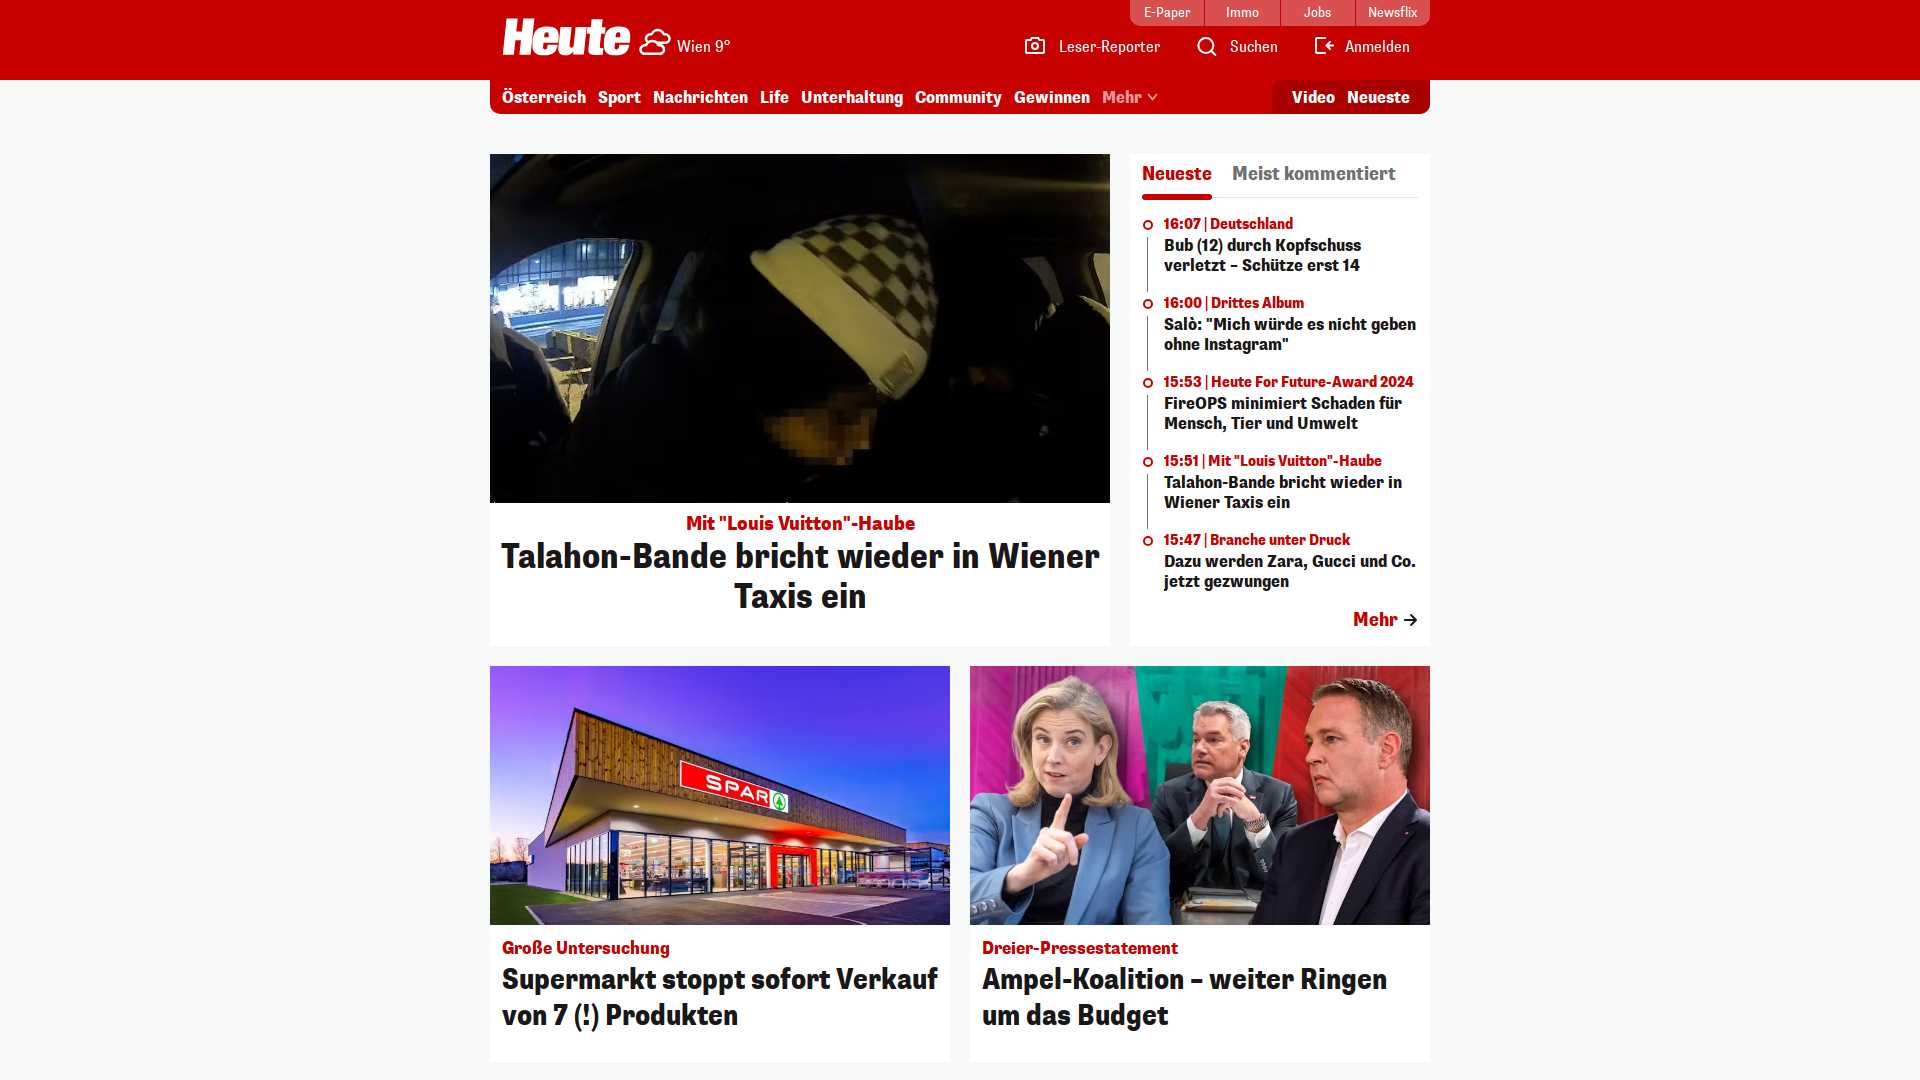 E-Paper
Immo
Jobs
Newsflix
Heute
Wien 9°
Leser-Reporter
Suchen
Anmelden
Österreich
Sport
Nachrichten
Life
Unterhaltung
Community
Gewinnen
Mehr
Video
Neueste
Mit "Louis Vuitton"-Haube
Talahon-Bande bricht wieder in Wiener
Taxis ein
Neueste
Meist kommentiert
16:07 | Deutschland
Bub (12) durch Kopfschuss
verletzt – Schütze erst 14
16:00 | Drittes Album
Salò: "Mich würde es nicht geben
ohne Instagram"
15:53 | Heute For Future-Award 2024
FireOPS minimiert Schaden für
Mensch, Tier und Umwelt
15:51 | Mit "Louis Vuitton"-Haube
Talahon-Bande bricht wieder in
Wiener Taxis ein
15:47 | Branche unter Druck
Dazu werden Zara, Gucci und Co.
jetzt gezwungen
Mehr
SPAR
Große Untersuchung
Supermarkt stoppt sofort Verkauf
von 7 (!) Produkten
Dreier-Pressestatement
Ampel-Koalition – weiter Ringen
um das Budget